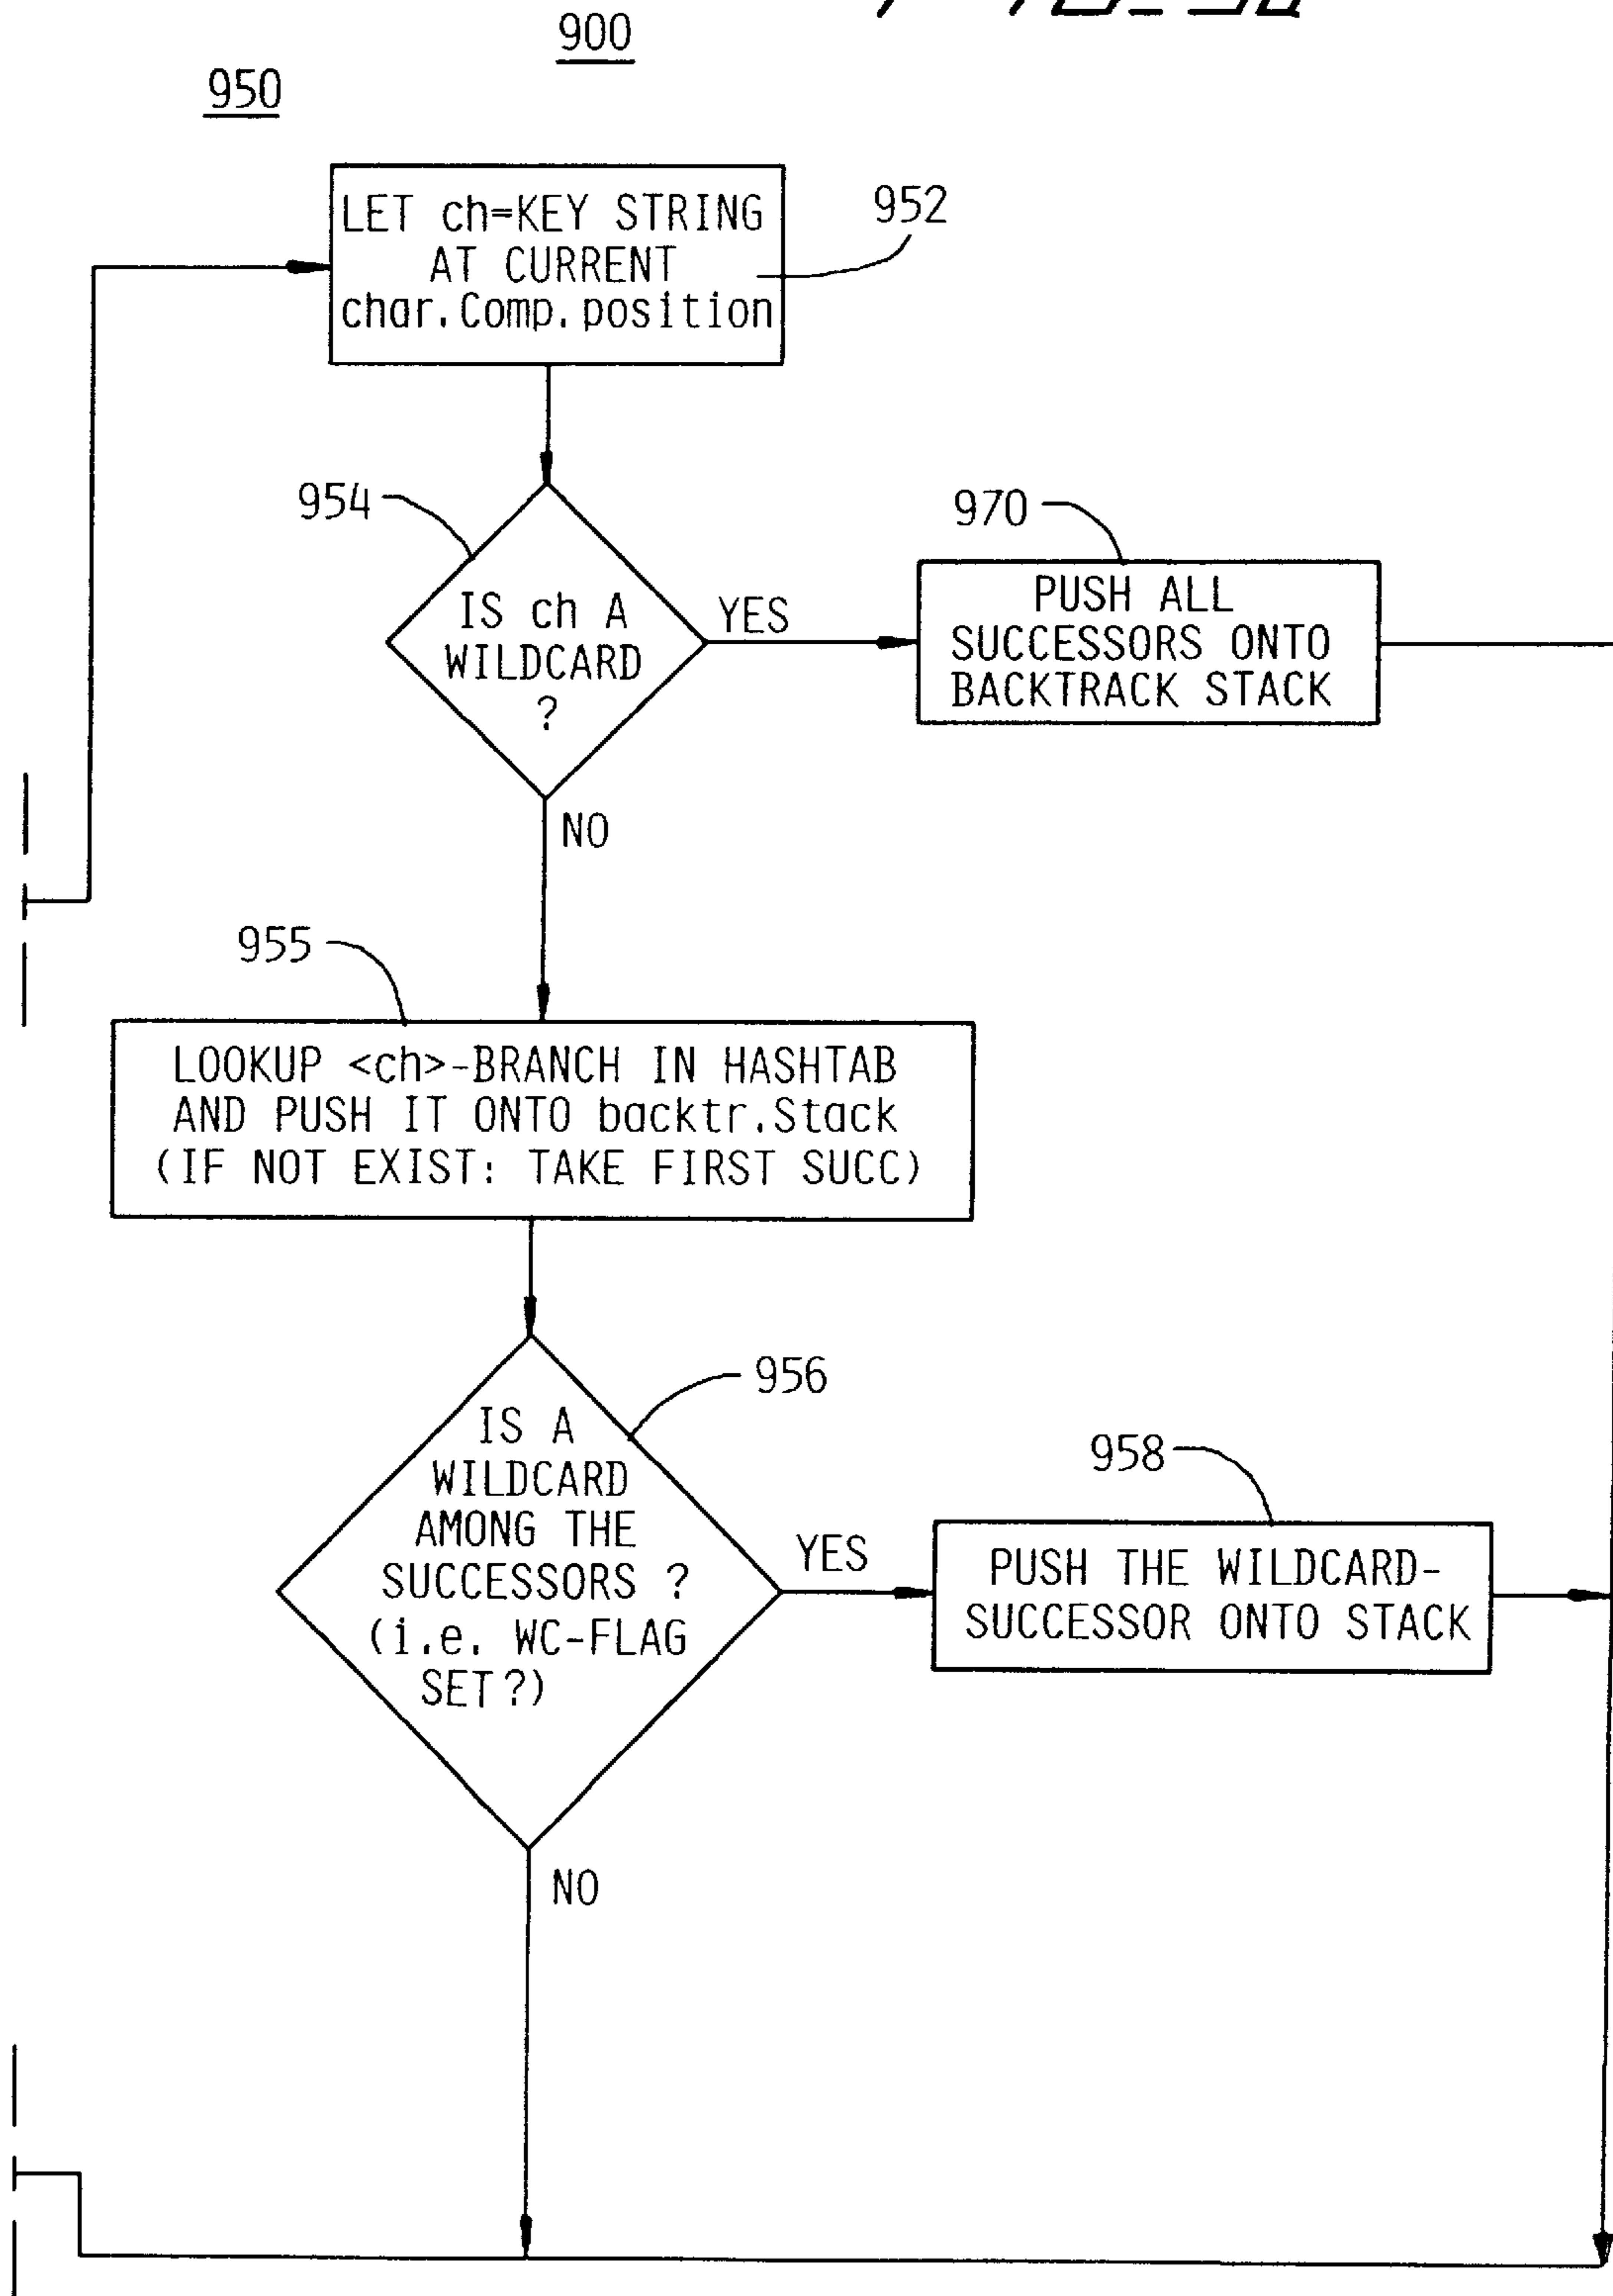 900
950
LET ch=KEY STRING
AT CURRENT
char.Comp.position
952
954
IS ch A
WILDCARD
?
YES
970
PUSH ALL
SUCCESSORS ONTO
BACKTRACK STACK
NO
955
LOOKUP <ch>-BRANCH IN HASHTAB
AND PUSH IT ONTO backtr.Stack
(IF NOT EXIST: TAKE FIRST SUCC)
956
IS A
WILDCARD
AMONG THE
SUCCESSORS ?
(i.e. WC-FLAG
SET?)
YES
958
PUSH THE WILDCARD-
SUCCESSOR ONTO STACK
NO